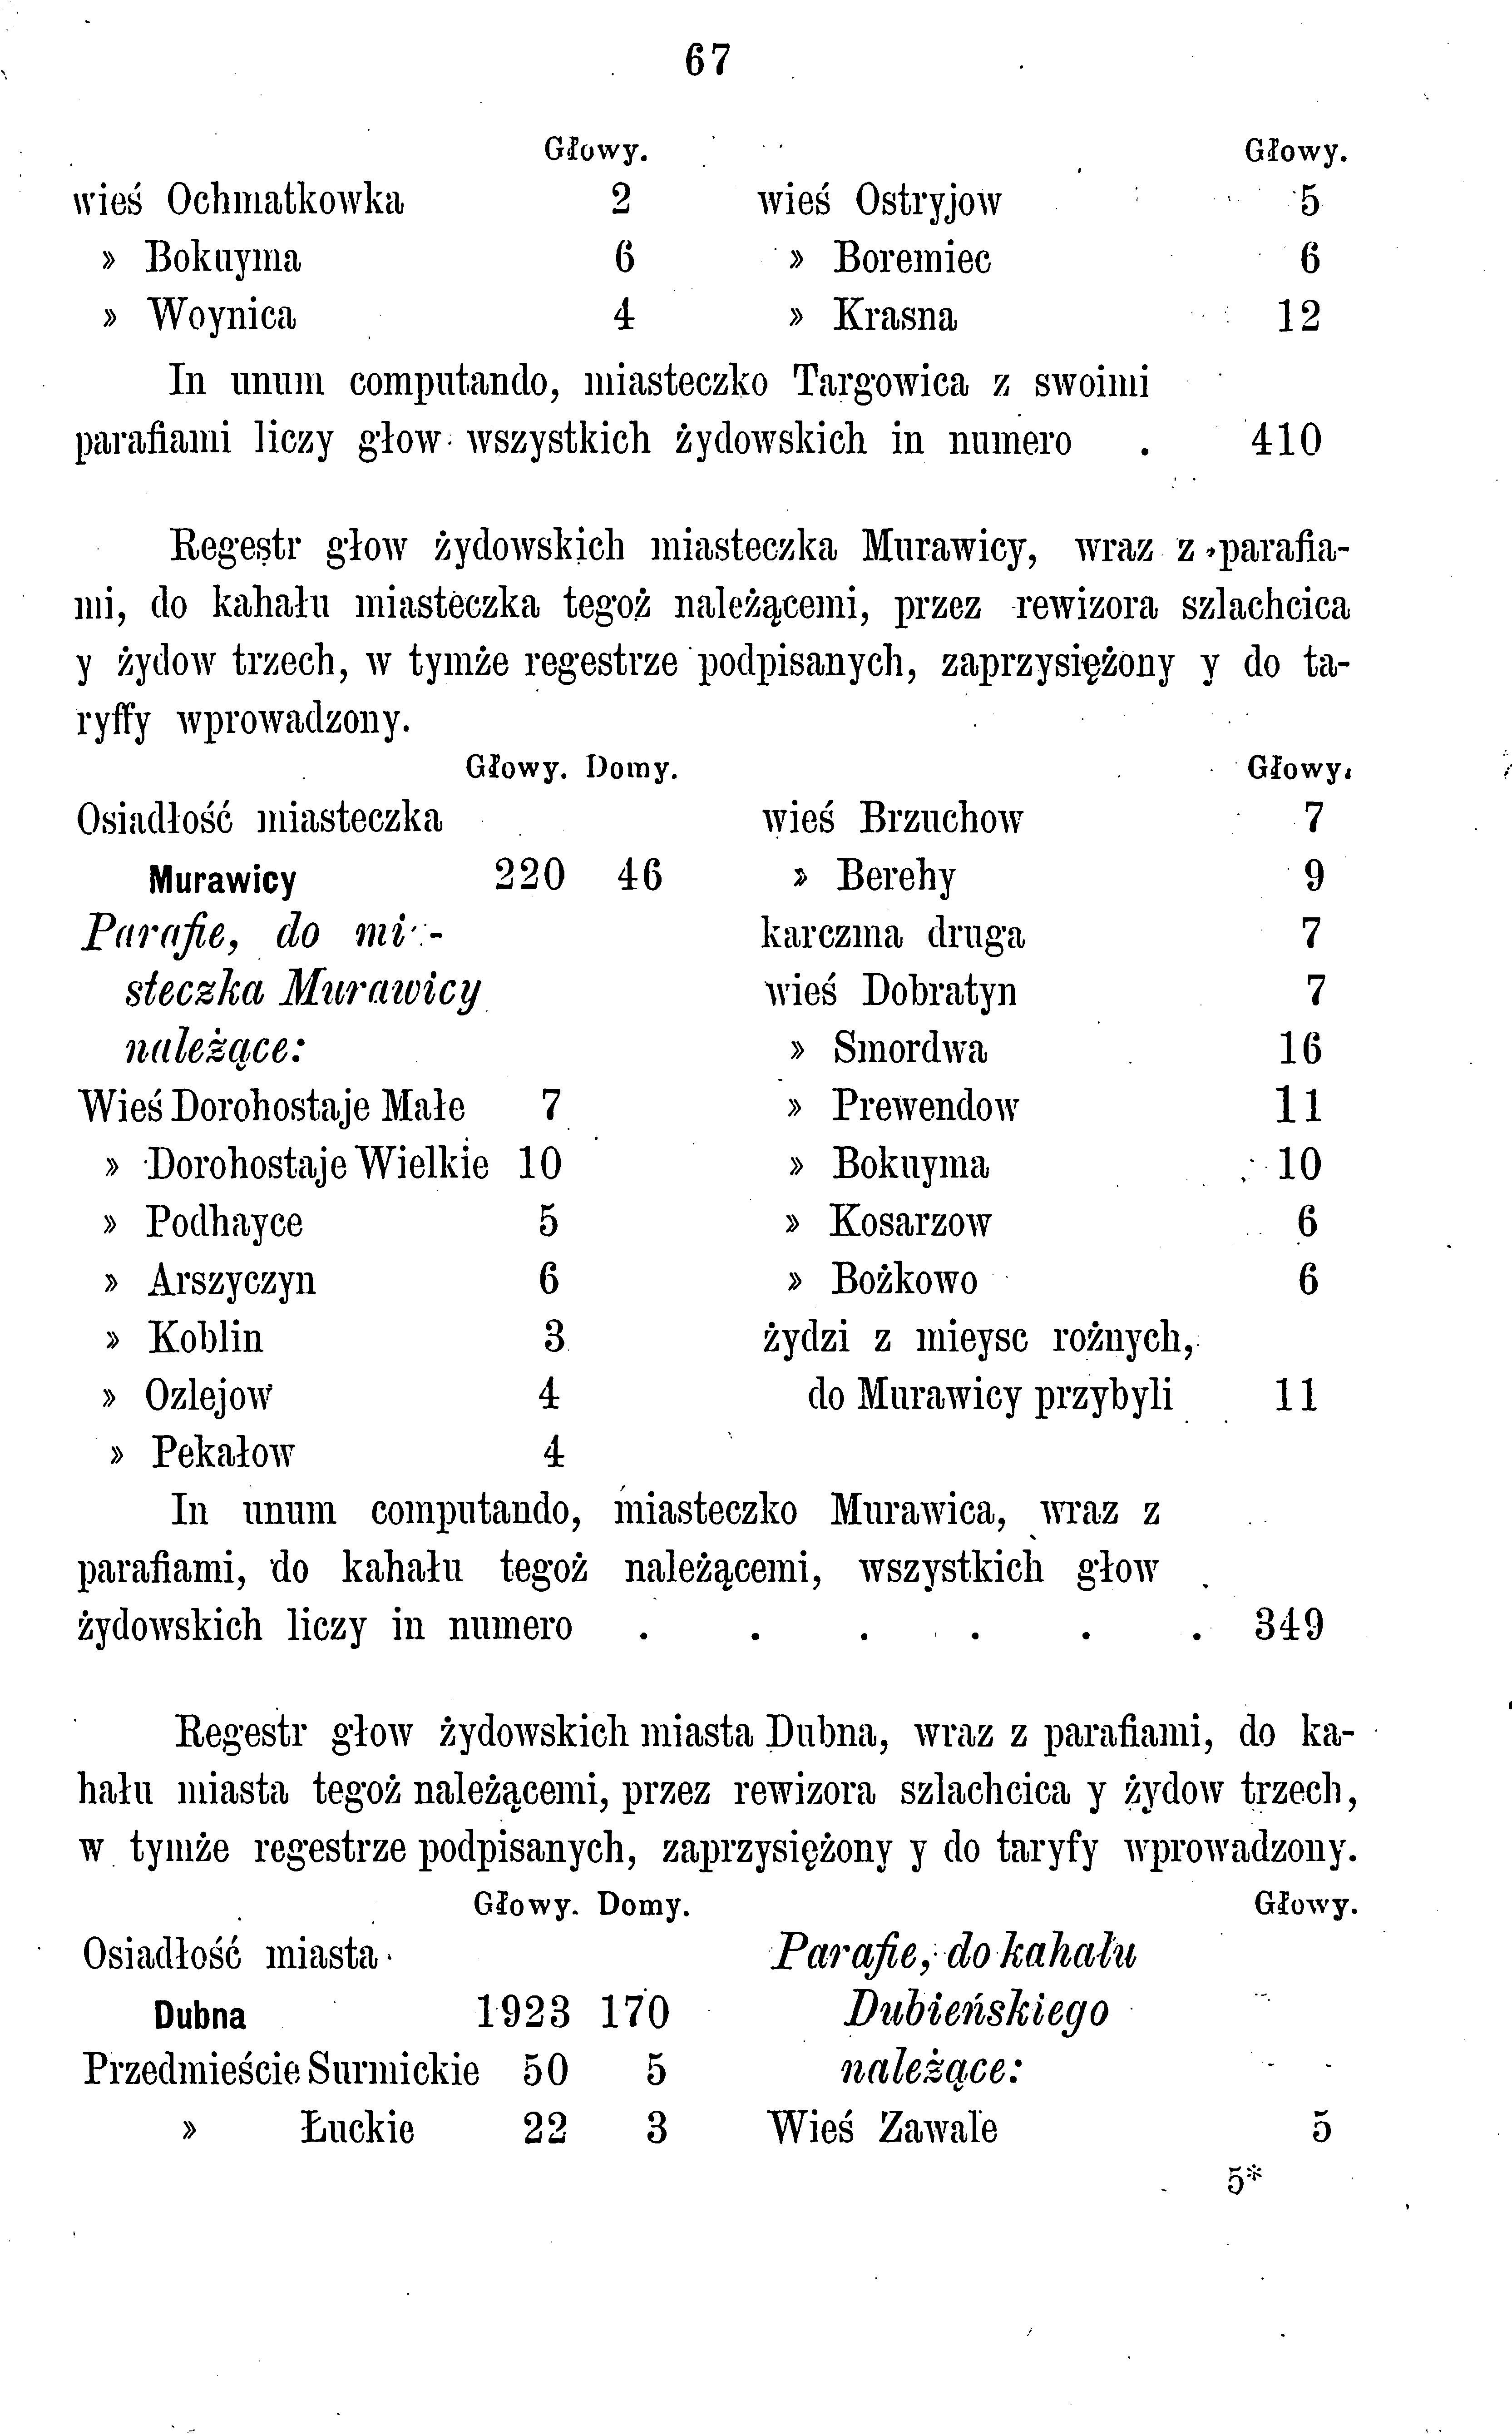 67
Głowy.
wieś Ochmatkowka 2
» Bokuyma 6
» Woynica 4
Głowy.
wieś Ostryjow 5
» Boremiec 6
» Krasna 12
In unum computando, miasteczko Targowica z swoimi
parafiami liczy głow wszystkich żydowskich in numero . 410
Regestr głow żydowskich miasteczka Murawicy, wraz z parafia-
mi, do kahału miasteczka tegoż należącemi, przez rewizora szlachcica
y żydow trzech, w tymże regestrze podpisanych, zaprzysiężony y do ta-
ryffy wprowadzony.
Głowy. Domy.
Osiadłość miasteczka
Murawicy 220 46
Parafie, do mi-
steczka Murawicy
należące:
Wieś Dorohostaje Małe 7
» Dorohostaje Wielkie 10
» Podhayce 5
» Arszyczyn 6
» Koblin 3
» Ozlejow 4
» Pekałow 4
Głowy.
wieś Brzuchow 7
» Berehy 9
karczma druga 7
wieś Dobratyn 7
» Smordwa 16
» Prewendow 11
» Bokuyma 10
» Kosarzow 6
» Bożkowo 6
żydzi z mieysc rożnych,
do Murawicy przybyli 11
In unum computando, miasteczko Murawica, wraz z
parafiami, do kahału tegoż należącemi, wszystkich głow
żydowskich liczy in numero . . . . . . 349
Regestr głow żydowskich miasta Dubna, wraz z parafiami, do ka-
hału miasta tegoż należącemi, przez rewizora szlachcica y żydow trzech,
w tymże regestrze podpisanych, zaprzysiężony y do taryfy wprowadzony.
Głowy. Domy.
Osiadłość miasta
Dubna 1923 170
Przedmieście Surmickie 50 5
» Łuckie 22 3
Głowy.
Parafie, do kahału
Dubieńskiego
należące:
Wieś Zawale 5
5*